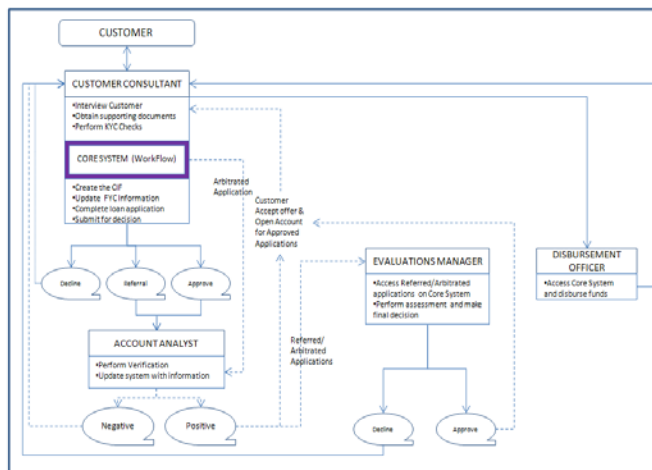 CUSTOMER
CUSTOMER CONSULTANT
•Interview Customer
•Obtain supporting documents
•Perform KYC Checks
CORE SYSTEM (WorkFlow)
•Create the CIF
•Update FYC Information
•Complete loan application
•Submit for decision
Arbitrated
Application
Customer
Accept offer &
Open Account
for Approved
Applications
Decline
Referral
Approve
EVALUATIONS MANAGER
•Access Referred/Arbitrated
applications on Core System
•Perform assessment and make
final decision
DISBURSEMENT
OFFICER
•Access Core System
and disburse funds
ACCOUNT ANALYST
•Perform Verification
•Update system with information
Referred/
Arbitrated
Applications
Negative
Positive
Decline
Approve